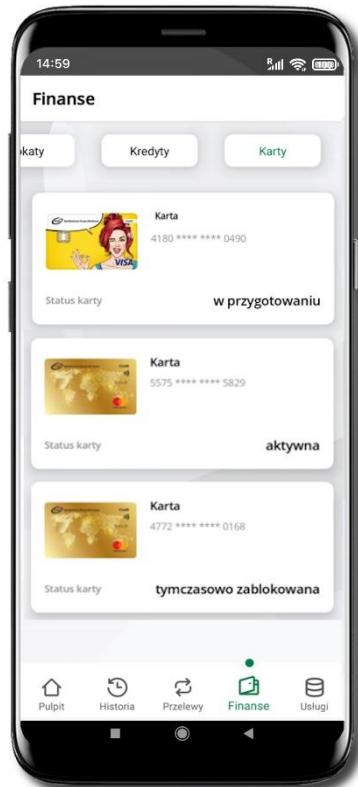 14:59
Finanse
okaty
Kredyty
Karty
Karta
4180 **** **** 0490
VISA
Status karty
w przygotowaniu
Karta
5575 **** **** 5829
Status karty
aktywna
Karta
4772 **** **** 0168
Status karty
tymczasowo zablokowana
Pulpit
Historia
Przelewy
Finanse
Usługi